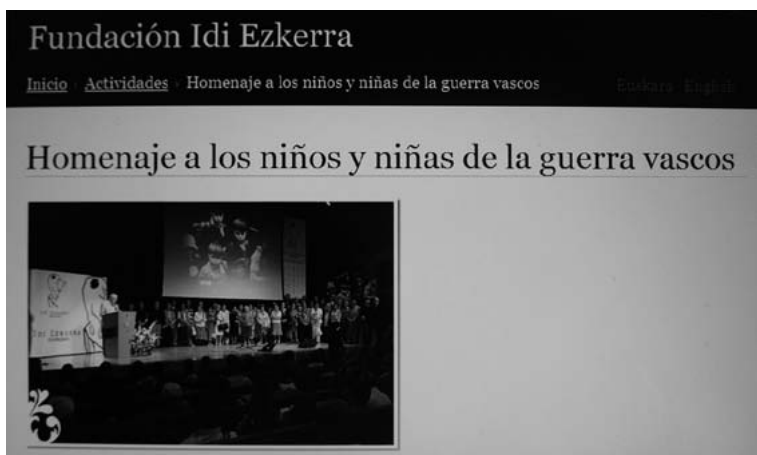 Fundación Idi Ezkerra
Inicio › Actividades › Homenaje a los niños y niñas de la guerra vascos
Euskara English
Homenaje a los niños y niñas de la guerra vascos